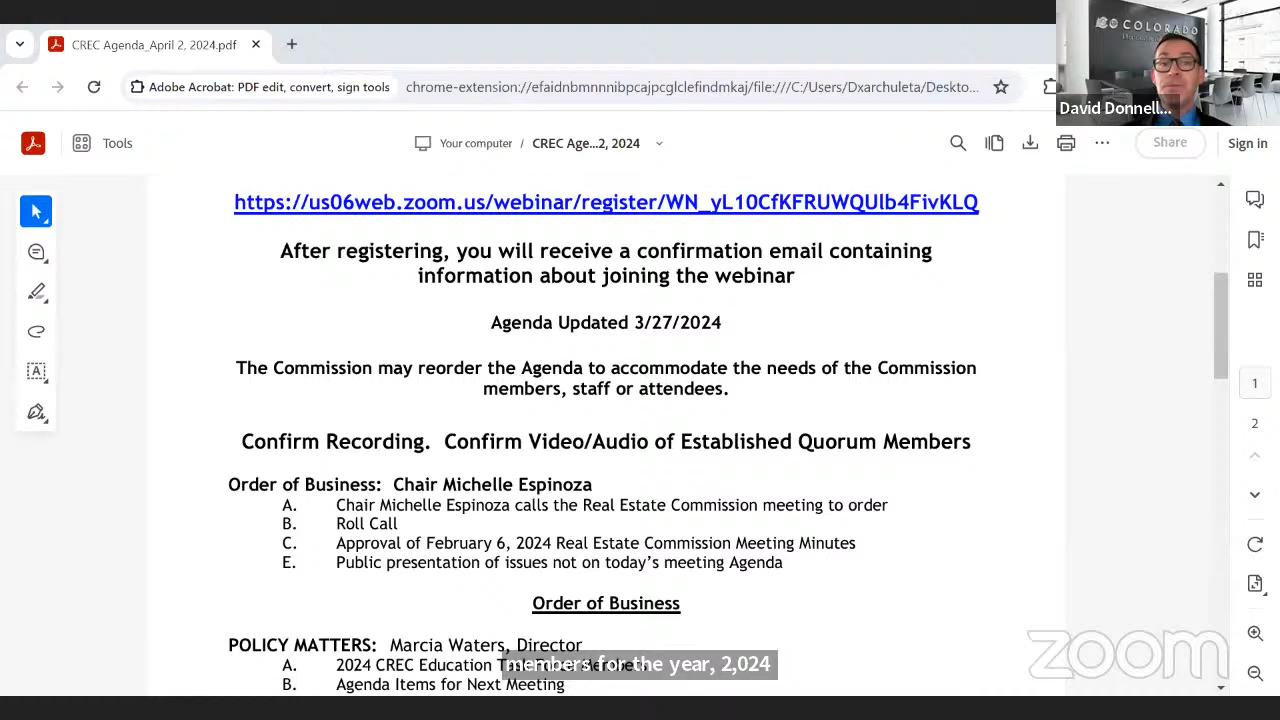 CREC Agenda_April 2, 2024.pdf
COLORADO
Adobe Acrobat: PDF edit, convert, sign tools
chrome-extension://efaidnbmnnnibpcajpcglclefindmkaj/file:///C:/Users/Dxarchuleta/Deskto...
David Donnell...
Tools
Your computer / CREC Age...2, 2024
Share
Sign in
https://us06web.zoom.us/webinar/register/WN_yL10CfKFRUWQUlb4FivKLQ
After registering, you will receive a confirmation email containing
information about joining the webinar
Agenda Updated 3/27/2024
The Commission may reorder the Agenda to accommodate the needs of the Commission
members, staff or attendees.
1
2
Confirm Recording. Confirm Video/Audio of Established Quorum Members
Order of Business: Chair Michelle Espinoza
A. Chair Michelle Espinoza calls the Real Estate Commission meeting to order
B. Roll Call
C. Approval of February 6, 2024 Real Estate Commission Meeting Minutes
E. Public presentation of issues not on today's meeting Agenda
Order of Business
POLICY MATTERS: Marcia Waters, Director
A. 2024 CREC Education
members for the year, 2,024
B. Agenda Items for Next Meeting
zoom